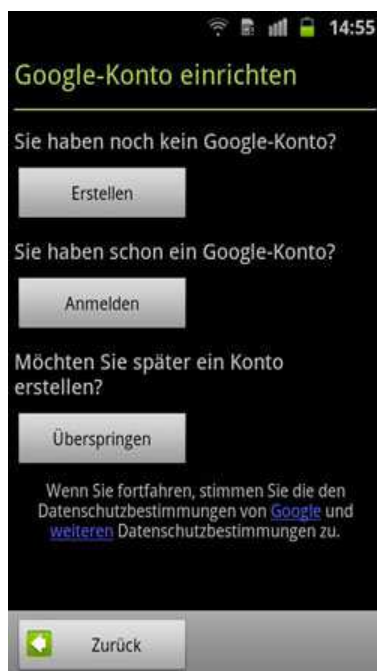 14:55
Google-Konto einrichten
Sie haben noch kein Google-Konto?
Erstellen
Sie haben schon ein Google-Konto?
Anmelden
Möchten Sie später ein Konto
erstellen?
Überspringen
Wenn Sie fortfahren, stimmen Sie die den
Datenschutzbestimmungen von Google und
weiteren Datenschutzbestimmungen zu.
Zurück